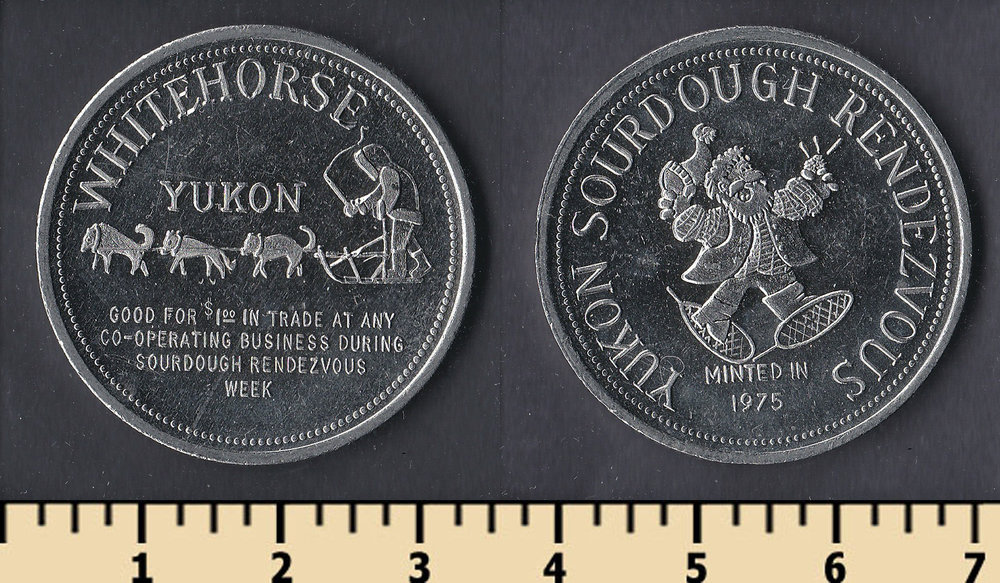 WHITEHORSE
YUKON
GOOD FOR $1.00 IN TRADE AT ANY
CO-OPERATING BUSINESS DURING
SOURDOUGH RENDEZVOUS
WEEK
YUKON SOURDOUGH RENDEZVOUS
MINTED IN
1975
1 2 3 4 5 6 7